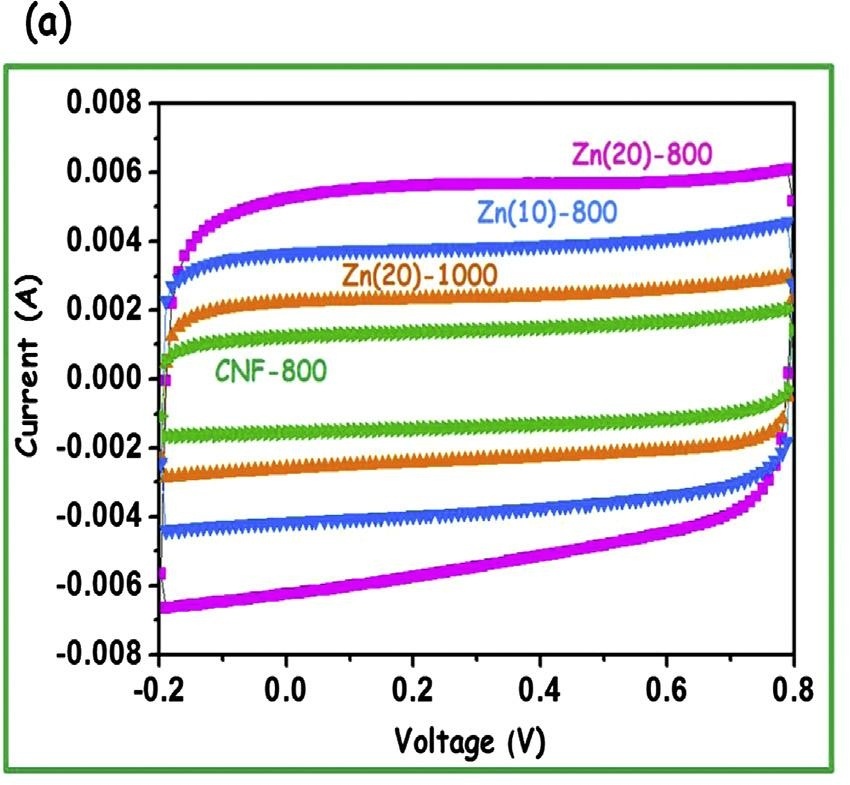 (a)
0.008
0.006
0.004
0.002
0.000
-0.002
-0.004
-0.006
-0.008
Current (A)
Zn(20)-800
Zn(10)-800
Zn(20)-1000
CNF-800
-0.2 0.0 0.2 0.4 0.6 0.8
Voltage (V)